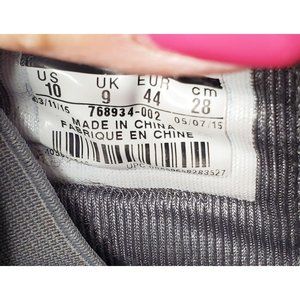 US UK EUR cm
10 9 44 28
03/11/15 768934-002 05/07/15
MADE IN CHINA
FABRIQUE EN CHINE
UPC